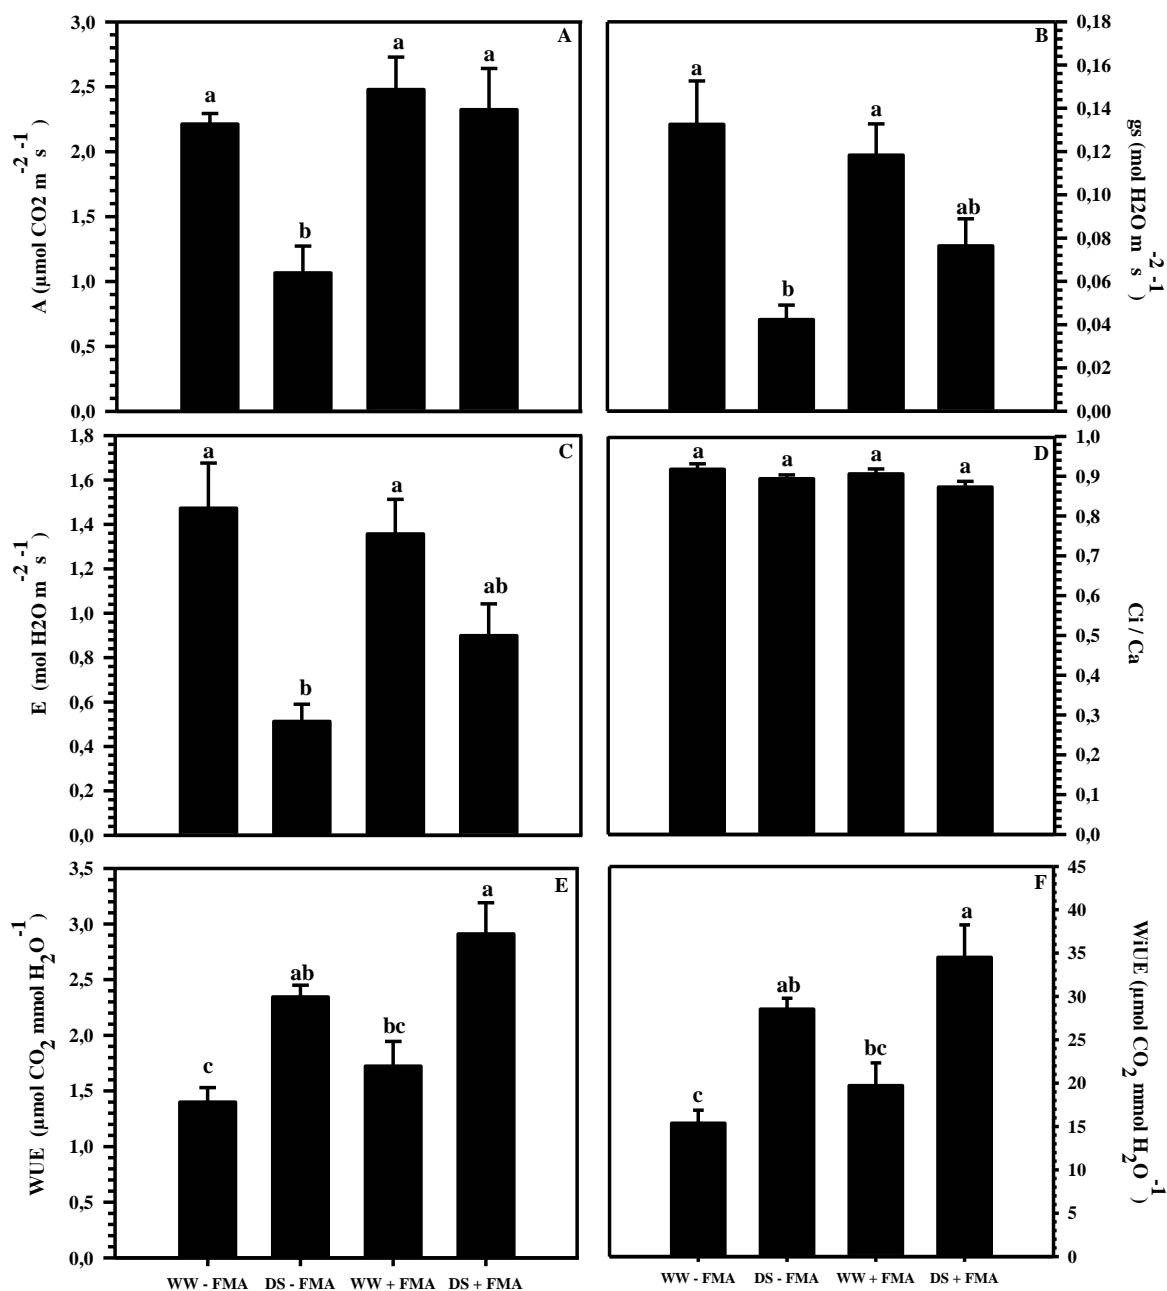 A
3,0
2,5
2,0
1,5
1,0
0,5
0,0
A (µmol CO2 m-2 s-1)
a
b
a
a
B
0,18
0,16
0,14
0,12
0,10
0,08
0,06
0,04
0,02
0,00
gs (mol H2O m-2 s-1)
a
b
a
ab
C
1,8
1,6
1,4
1,2
1,0
0,8
0,6
0,4
0,2
0,0
E (mol H2O m-2 s-1)
a
b
a
ab
D
1,0
0,9
0,8
0,7
0,6
0,5
0,4
0,3
0,2
0,1
0,0
Ci / Ca
a
a
a
a
E
3,5
3,0
2,5
2,0
1,5
1,0
0,5
0,0
WUE (µmol CO2 mmol H2O-1)
c
ab
bc
a
WW - FMA
DS - FMA
WW + FMA
DS + FMA
F
45
40
35
30
25
20
15
10
5
0
WiUE (µmol CO2 mmol H2O-1)
c
ab
bc
a
WW - FMA
DS - FMA
WW + FMA
DS + FMA